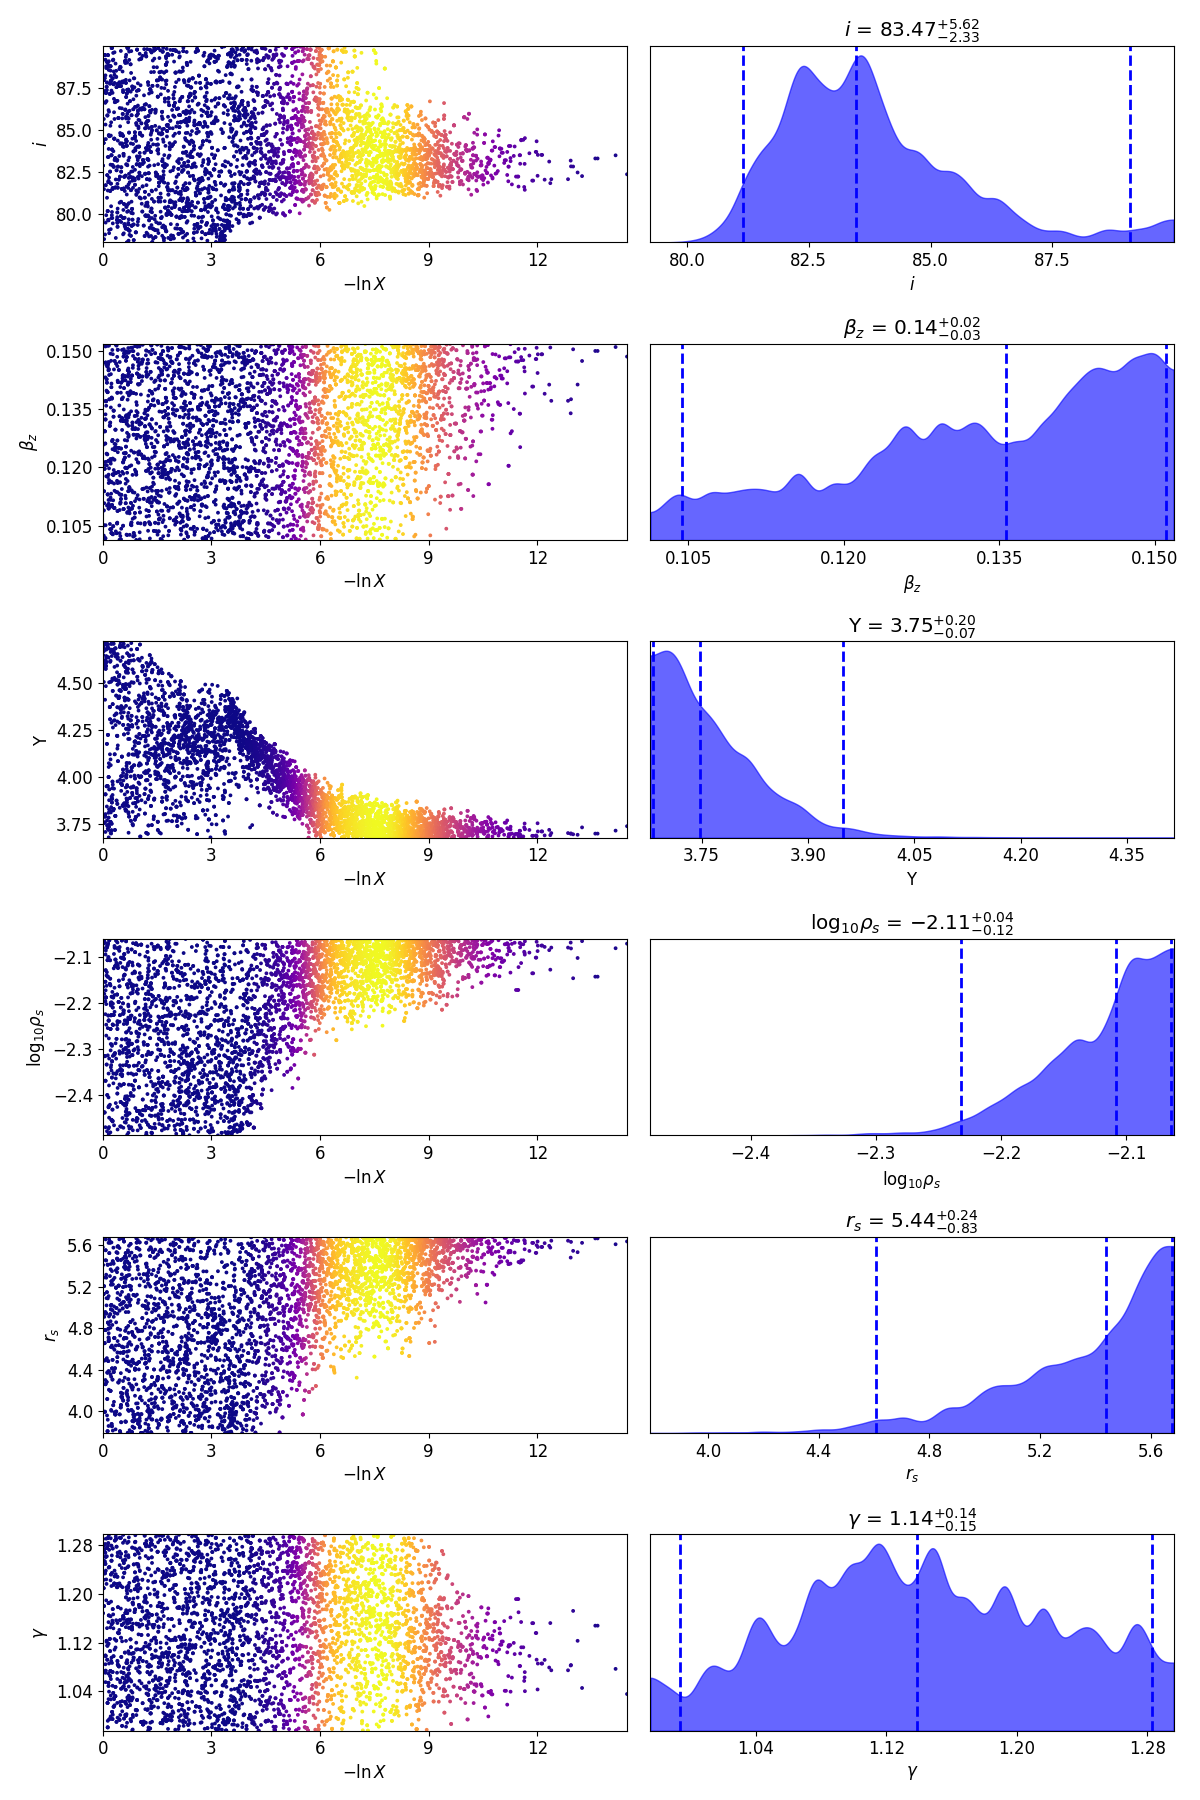 i = 83.47^{+5.62}_{-2.33}
87.5
85.0
82.5
80.0
i
0 3 6 9 12
−ln X
80.0 82.5 85.0 87.5
i
β_z = 0.14^{+0.02}_{-0.03}
0.150
0.135
0.120
0.105
β_z
0 3 6 9 12
−ln X
0.105 0.120 0.135 0.150
β_z
Y = 3.75^{+0.20}_{-0.07}
4.50
4.25
4.00
3.75
Y
0 3 6 9 12
−ln X
3.75 3.90 4.05 4.20 4.35
Y
log_{10}ρ_s = −2.11^{+0.04}_{-0.12}
−2.1
−2.2
−2.3
−2.4
log_{10}ρ_s
0 3 6 9 12
−ln X
−2.4 −2.3 −2.2 −2.1
log_{10}ρ_s
r_s = 5.44^{+0.24}_{-0.83}
5.6
5.2
4.8
4.4
4.0
r_s
0 3 6 9 12
−ln X
4.0 4.4 4.8 5.2 5.6
r_s
γ = 1.14^{+0.14}_{-0.15}
1.28
1.20
1.12
1.04
γ
0 3 6 9 12
−ln X
1.04 1.12 1.20 1.28
γ